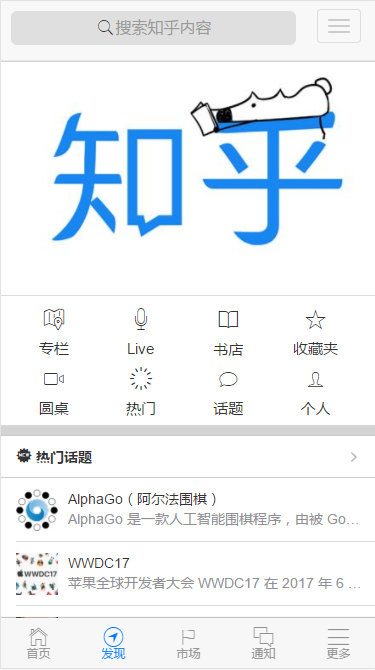 搜索知乎内容
知乎
专栏 Live 书店 收藏夹
圆桌 热门 话题 个人
热门话题
AlphaGo（阿尔法围棋）
AlphaGo 是一款人工智能围棋程序，由被 Go...
WWDC17
WWDC17
苹果全球开发者大会 WWDC17 在 2017 年 6 ...
首页 发现 市场 通知 更多